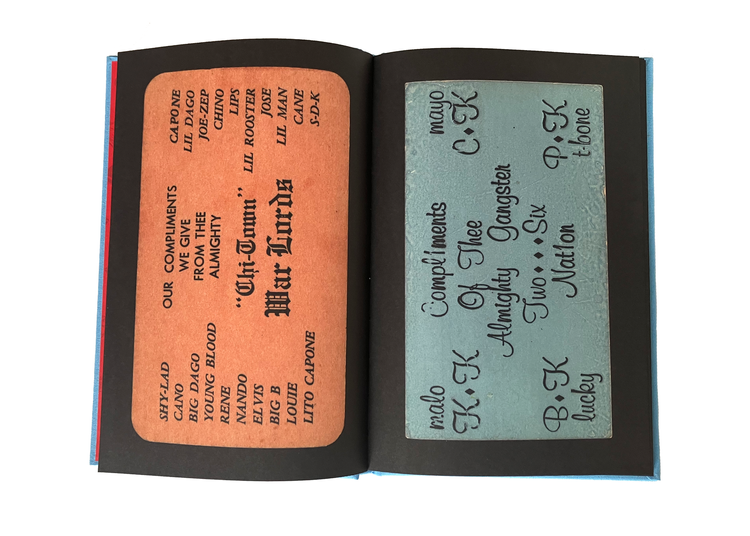 SHY-LAD
CANO
BIG DAGO
YOUNG BLOOD
RENE
NANDO
ELVIS
BIG B
LOUIE
LITO CAPONE
OUR COMPLIMENTS
WE GIVE
FROM THEE
ALMIGHTY
"Chi-Town"
War Lords
CAPONE
LIL DAGO
JOE-ZEP
CHINO
LIPS
LIL ROOSTER
JOSE
LIL MAN
CANE
S-D-K
malo
K♦K
mayo
C♦K
Compliments
Of Thee
Almighty Gangster
Two♦♦♦Six
Nation
B♦K
lucky
P♦K
t-bone